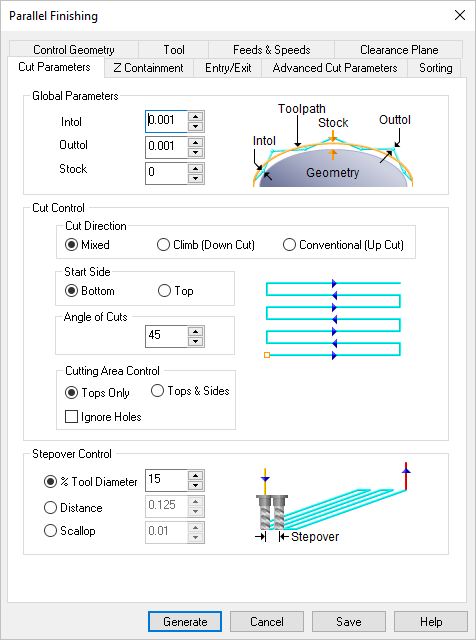 Parallel Finishing
Control Geometry
Tool
Feeds & Speeds
Clearance Plane
Cut Parameters
Z Containment
Entry/Exit
Advanced Cut Parameters
Sorting
Global Parameters
Intol
0.001
Outtol
0.001
Stock
0
Toolpath
Stock
Outtol
Intol
Geometry
Cut Control
Cut Direction
Mixed
Climb (Down Cut)
Conventional (Up Cut)
Start Side
Bottom
Top
Angle of Cuts
45
Cutting Area Control
Tops Only
Tops & Sides
Ignore Holes
Stepover Control
% Tool Diameter
15
Distance
0.125
Scallop
0.01
Stepover
Generate
Cancel
Save
Help